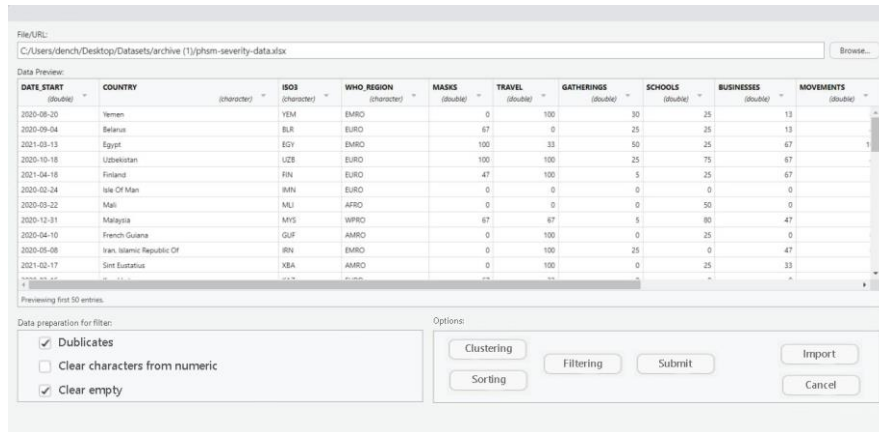 File/URL:
C:/Users/dench/Desktop/Datasets/archive (1)/phsm-severity-data.xlsx Browse...
Data Preview:
DATE_START COUNTRY ISO3 WHO_REGION MASKS TRAVEL GATHERINGS SCHOOLS BUSINESSES MOVEMENTS
(double) (character) (character) (character) (double) (double) (double) (double) (double) (double)
2020-08-20 Yemen YEM EMRO 0 100 30 25 13
2020-09-04 Belarus BLR EURO 67 0 25 25 13
2021-03-13 Egypt EGY EMRO 100 33 50 25 67
2020-10-18 Uzbekistan UZB EURO 100 100 25 75 67
2021-04-18 Finland FIN EURO 47 100 5 25 67
2020-02-24 Isle Of Man IMN EURO 0 0 0 0 0
2020-03-22 Mali MLI AFRO 0 0 0 50 0
2020-12-31 Malaysia MYS WPRO 67 67 5 80 47
2020-04-10 French Guiana GUF AMRO 0 100 0 25 0
2020-05-08 Iran, Islamic Republic Of IRN EMRO 0 100 25 0 47
2021-02-17 Sint Eustatius XBA AMRO 0 100 0 25 33
Previewing first 50 entries.
Data preparation for filter:
Dublicates
Clear characters from numeric
Clear empty
Options:
Clustering
Sorting
Filtering
Submit
Import
Cancel